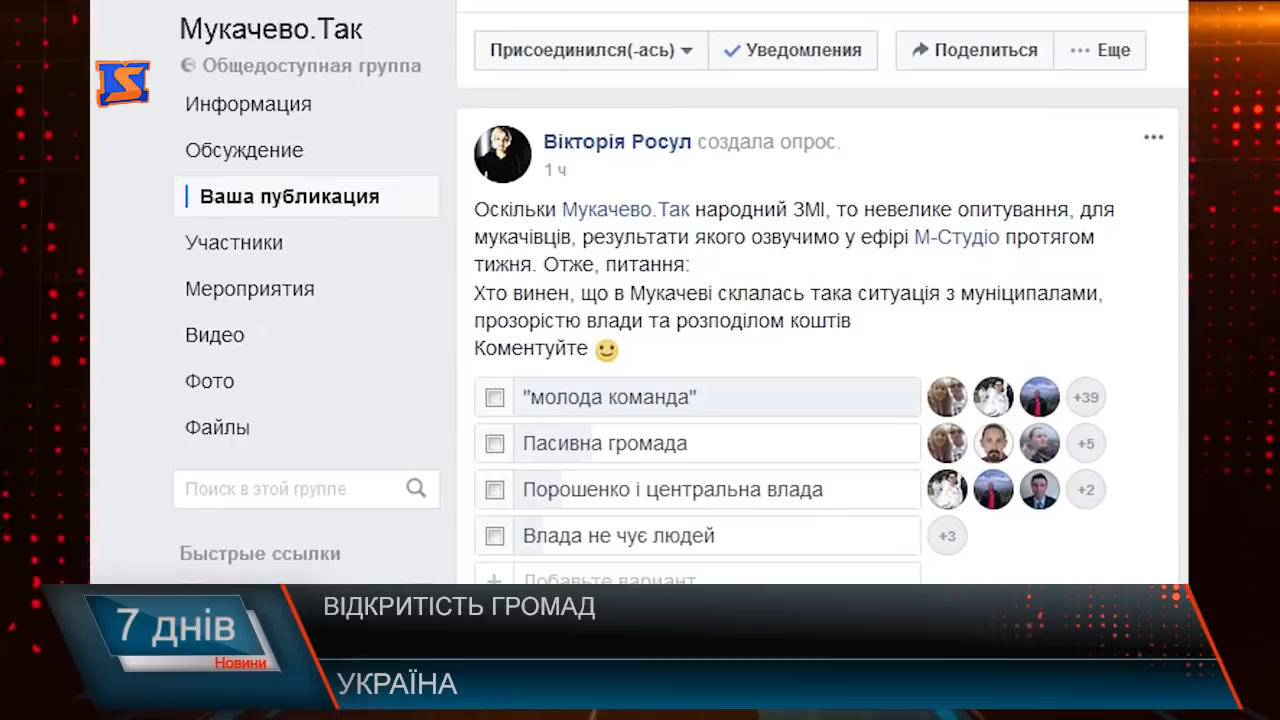 Мукачево.Так
Общедоступная группа
Информация
Обсуждение
Ваша публикация
Участники
Мероприятия
Видео
Фото
Файлы
Поиск в этой группе
Быстрые ссылки
Присоединился(-ась)
Уведомления
Поделиться
Еще
Вікторія Росул создала опрос.
1 ч
Оскільки Мукачево.Так народний ЗМІ, то невелике опитування, для
мукачівців, результати якого озвучимо у ефірі М-Студіо протягом
тижня. Отже, питання:
Хто винен, що в Мукачеві склалась така ситуація з муніципалами,
прозорістю влади та розподілом коштів
Коментуйте
"молода команда"
+39
Пасивна громада
+5
Порошенко і центральна влада
+2
Влада не чує людей
+3
Добавьте вариант
7 днів
Новини
ВІДКРИТІСТЬ ГРОМАД
УКРАЇНА